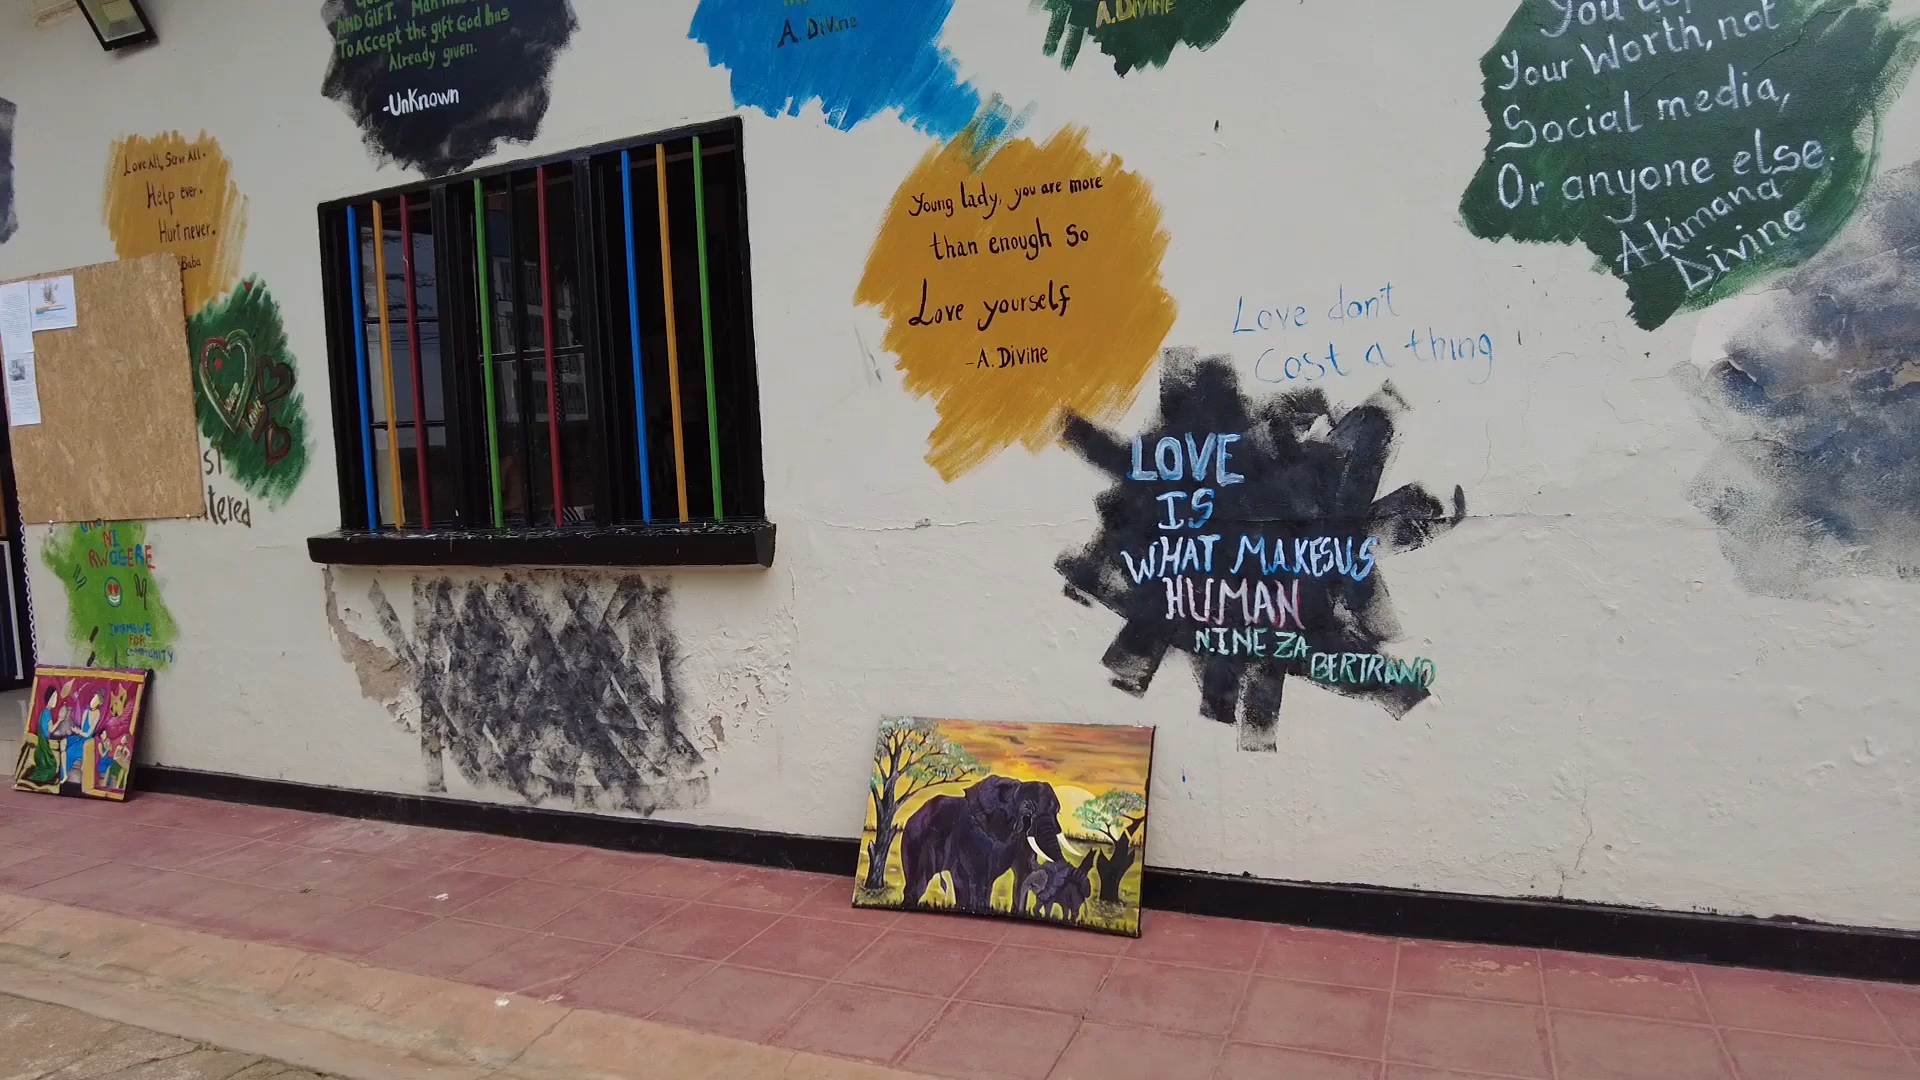 AND GIFT.
To Accept the gift God has
Already given.
-Unknown
A. Divine
A. DIVINE
Your Worth, not
Social media,
Or anyone else.
Akimana
Divine
Love All, Serve All.
Help ever.
Hurt never.
Baba
Young lady, you are more
than enough So
Love yourself
-A. Divine
Love don't
Cost a thing
LOVE
IS
WHAT MAKES US
HUMAN
NINEZA
BERTRAND
NI
RWOGERE
FOR
COMMUNITY